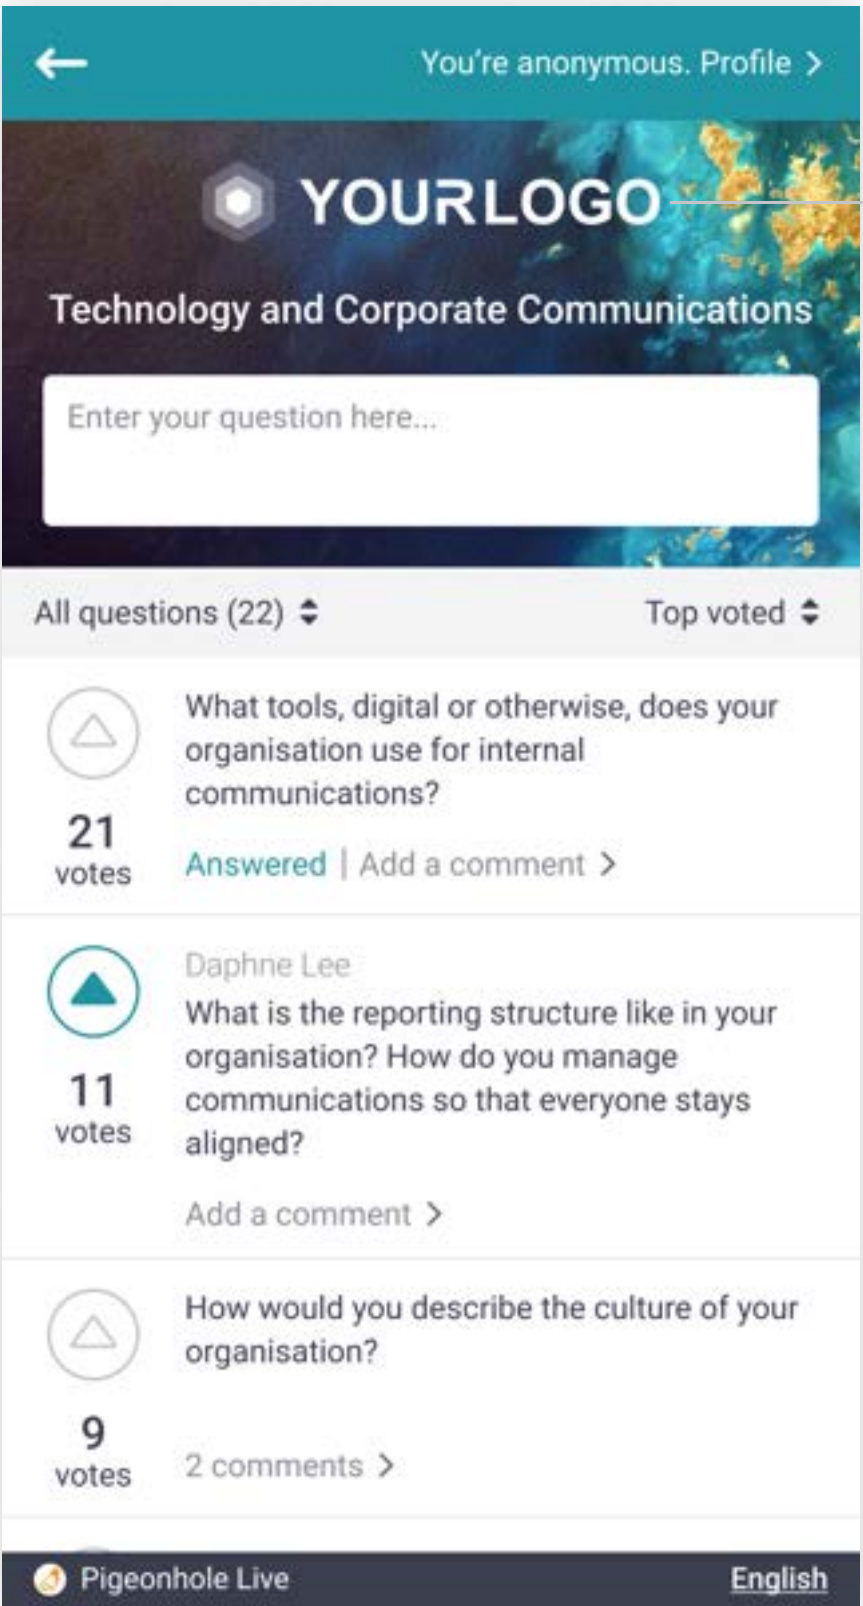 You're anonymous. Profile
YOURLOGO
Technology and Corporate Communications
Enter your question here...
All questions (22)
Top voted
What tools, digital or otherwise, does your
organisation use for internal
communications?
21
votes
Answered | Add a comment
Daphne Lee
What is the reporting structure like in your
organisation? How do you manage
communications so that everyone stays
aligned?
11
votes
Add a comment
How would you describe the culture of your
organisation?
9
votes
2 comments
Pigeonhole Live
English